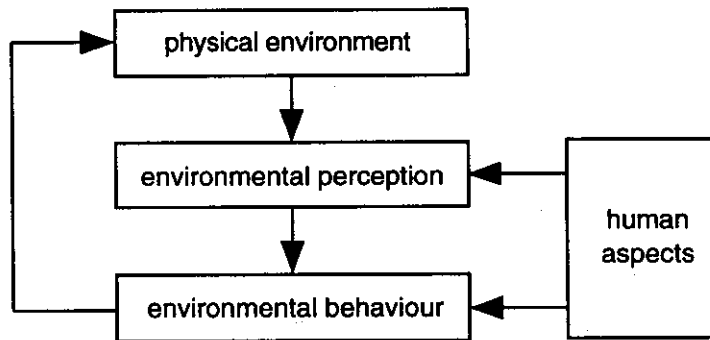 physical environment
environmental perception
human
aspects
environmental behaviour